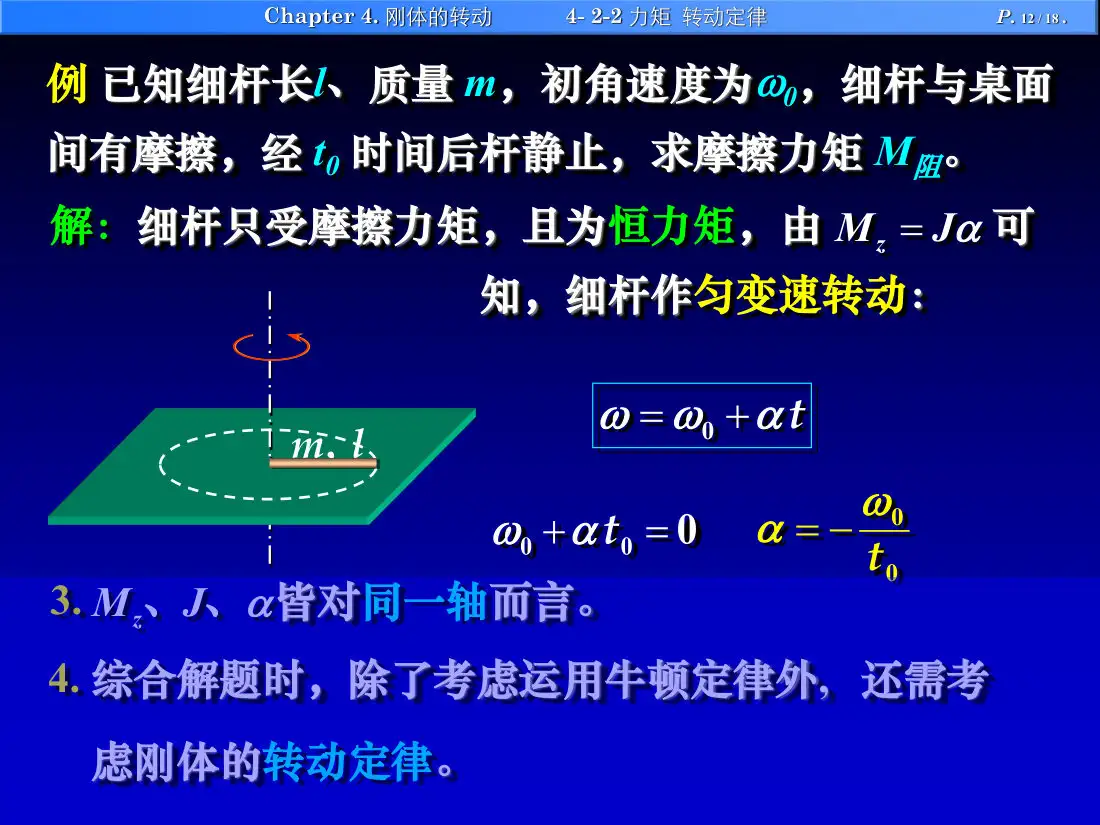 Chapter 4. 刚体的转动 4- 2-2 力矩 转动定律 P. 12 / 18 .
例 已知细杆长l、质量 m，初角速度为ω0，细杆与桌面
间有摩擦，经 t0 时间后杆静止，求摩擦力矩 M阻。
解：细杆只受摩擦力矩，且为恒力矩，由 Mz = Jα 可
知，细杆作匀变速转动：
m, l
ω = ω0 + α t
ω0 + α t0 = 0 α = − ω0 / t0
3. Mz、J、α皆对同一轴而言。
4. 综合解题时，除了考虑运用牛顿定律外，还需考
虑刚体的转动定律。